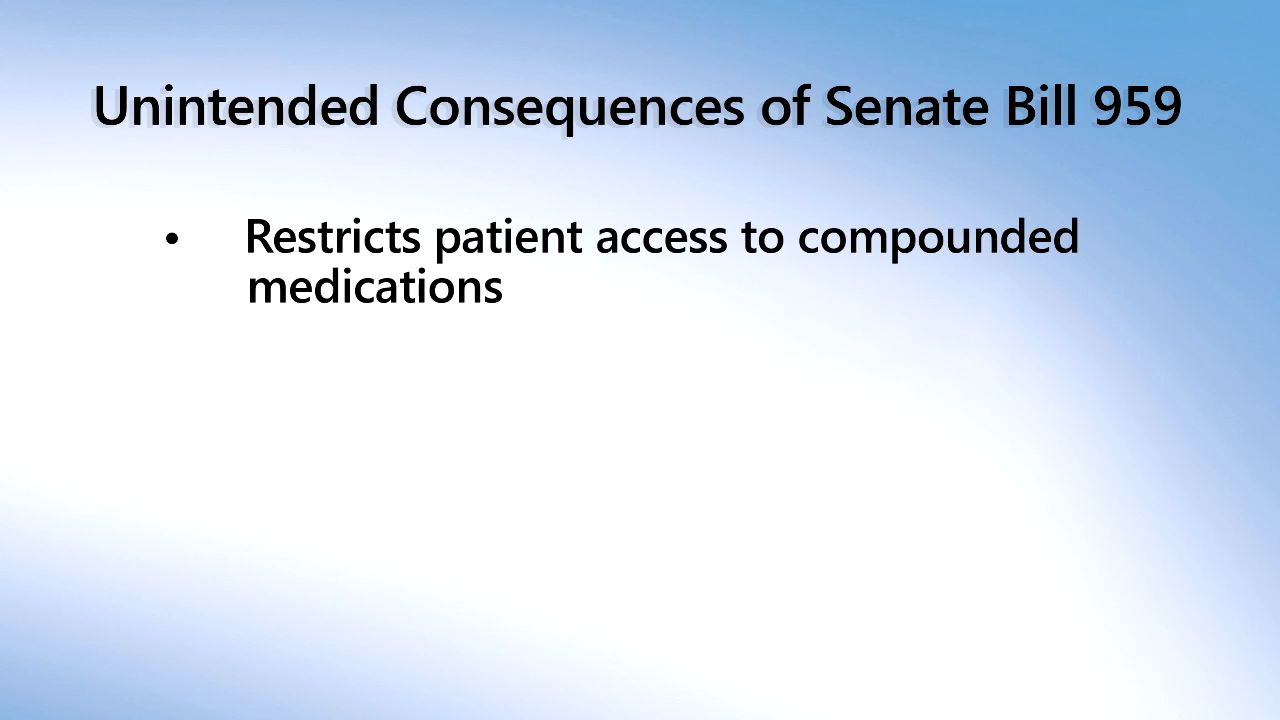 Unintended Consequences of Senate Bill 959
• Restricts patient access to compounded
medications